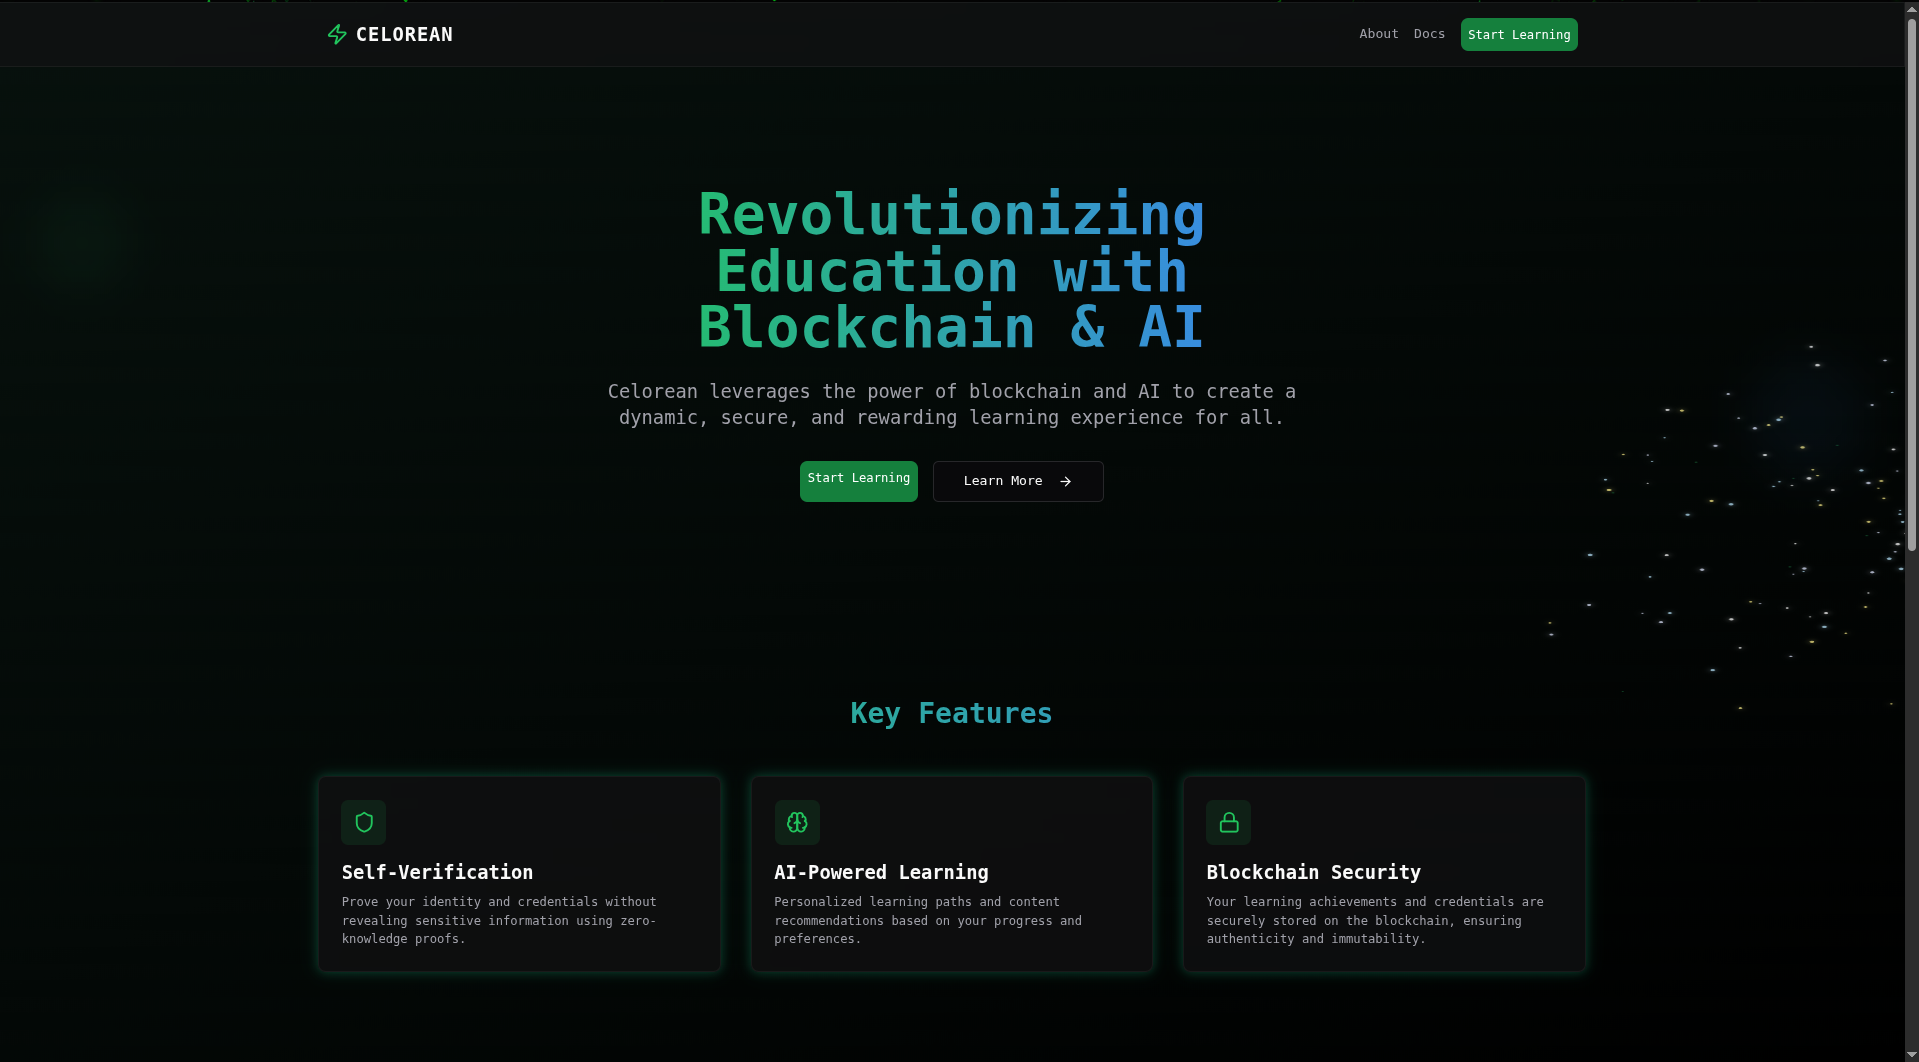 CELOREAN
About Docs Start Learning
Revolutionizing
Education with
Blockchain & AI
Celorean leverages the power of blockchain and AI to create a
dynamic, secure, and rewarding learning experience for all.
Start Learning
Learn More
Key Features
Self-Verification
Prove your identity and credentials without
revealing sensitive information using zero-
knowledge proofs.
AI-Powered Learning
Personalized learning paths and content
recommendations based on your progress and
preferences.
Blockchain Security
Your learning achievements and credentials are
securely stored on the blockchain, ensuring
authenticity and immutability.